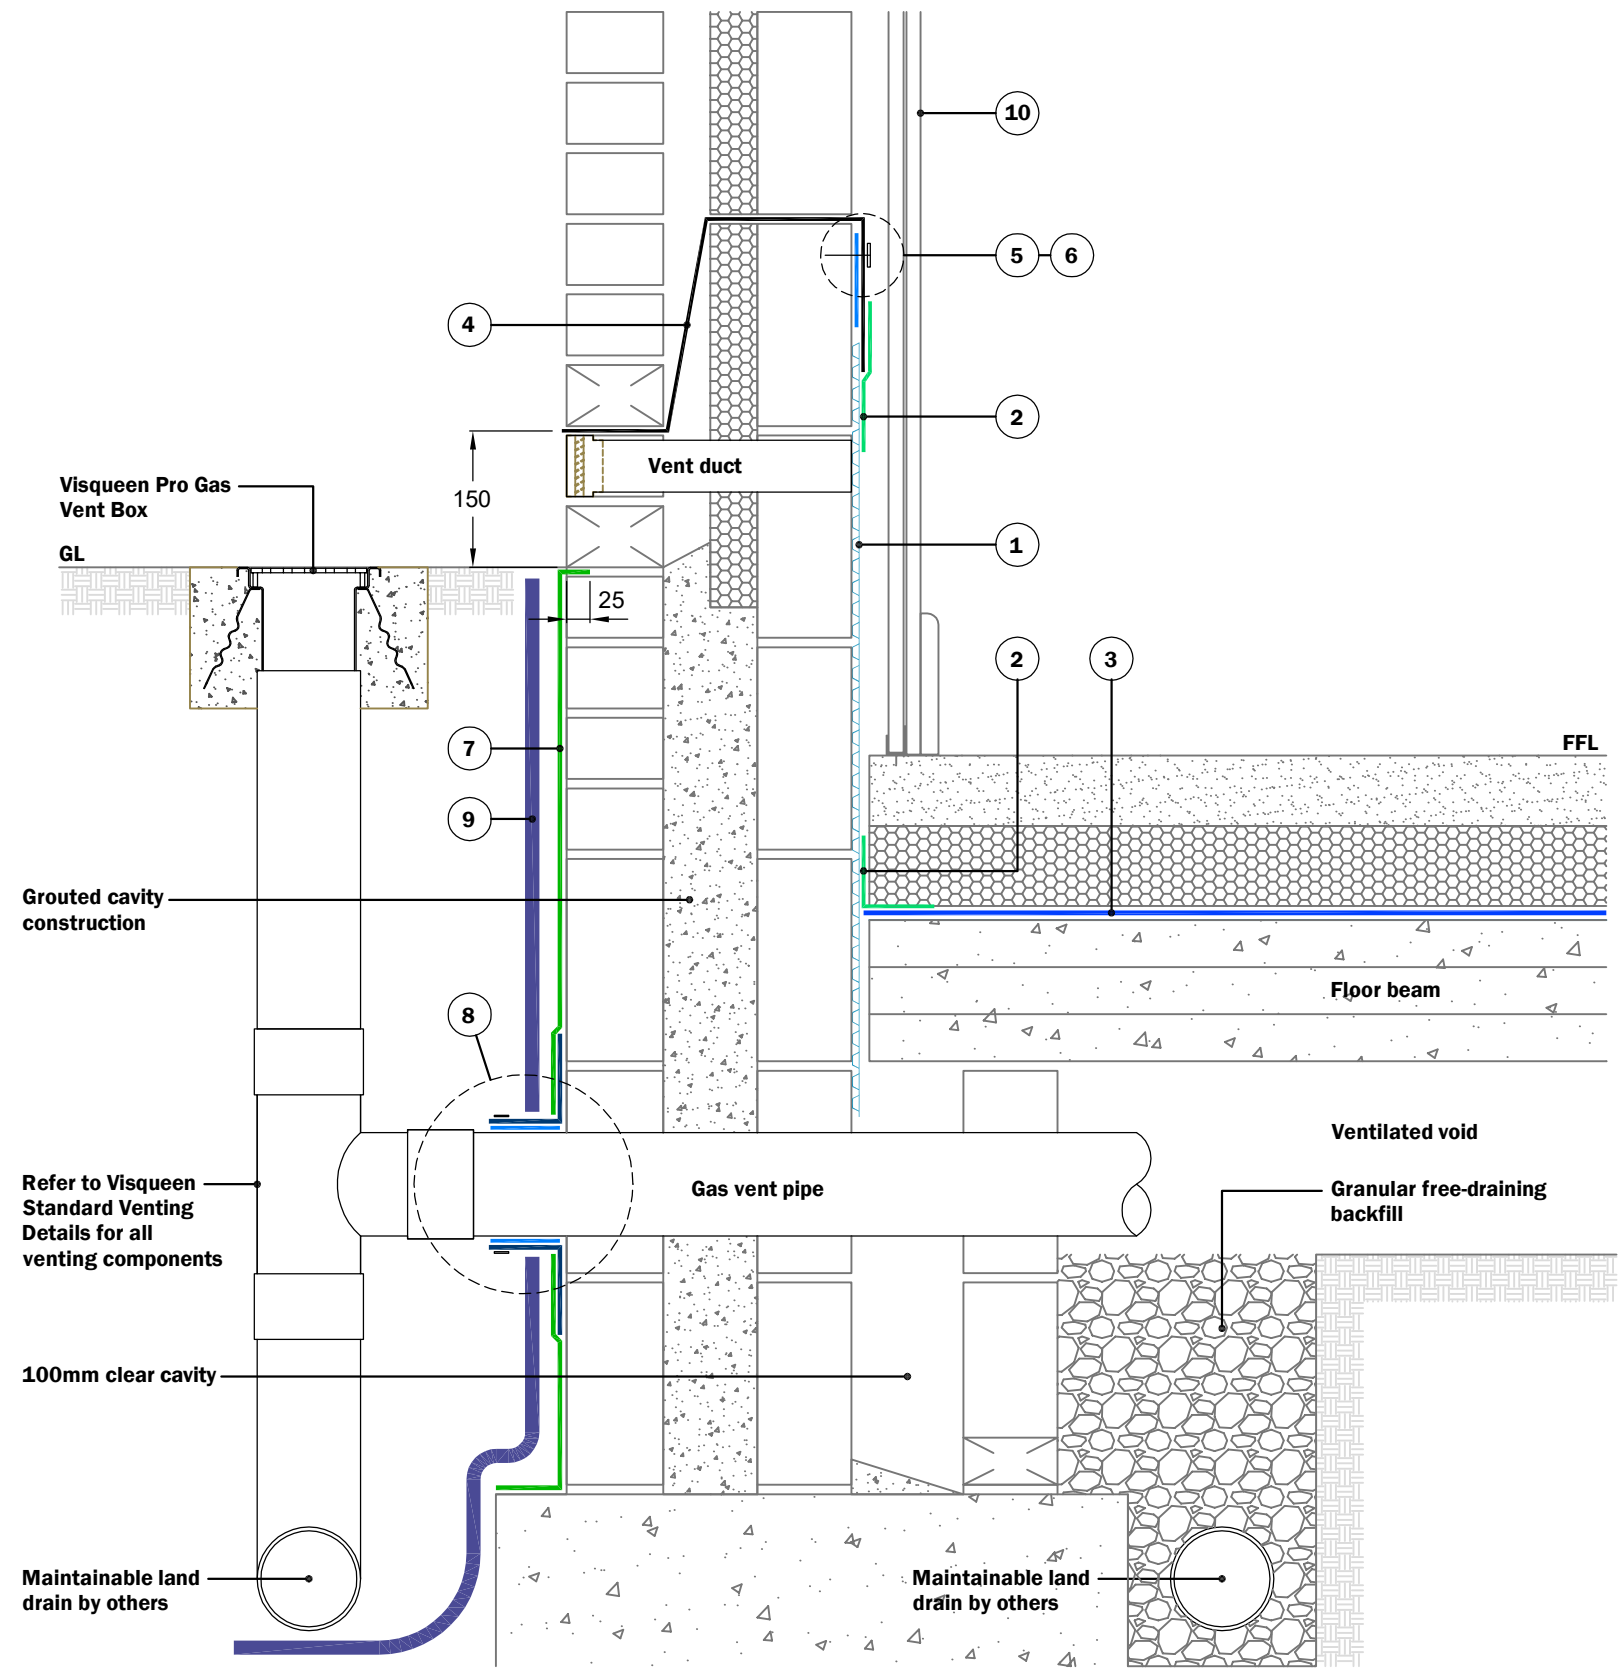 10
5
6
4
2
Vent duct
Visqueen Pro Gas
Vent Box
150
1
GL
25
2
3
7
FFL
9
Grouted cavity
construction
Floor beam
8
Ventilated void
Refer to Visqueen
Standard Venting
Details for all
venting components
Gas vent pipe
Granular free-draining
backfill
100mm clear cavity
Maintainable land
drain by others
Maintainable land
drain by others